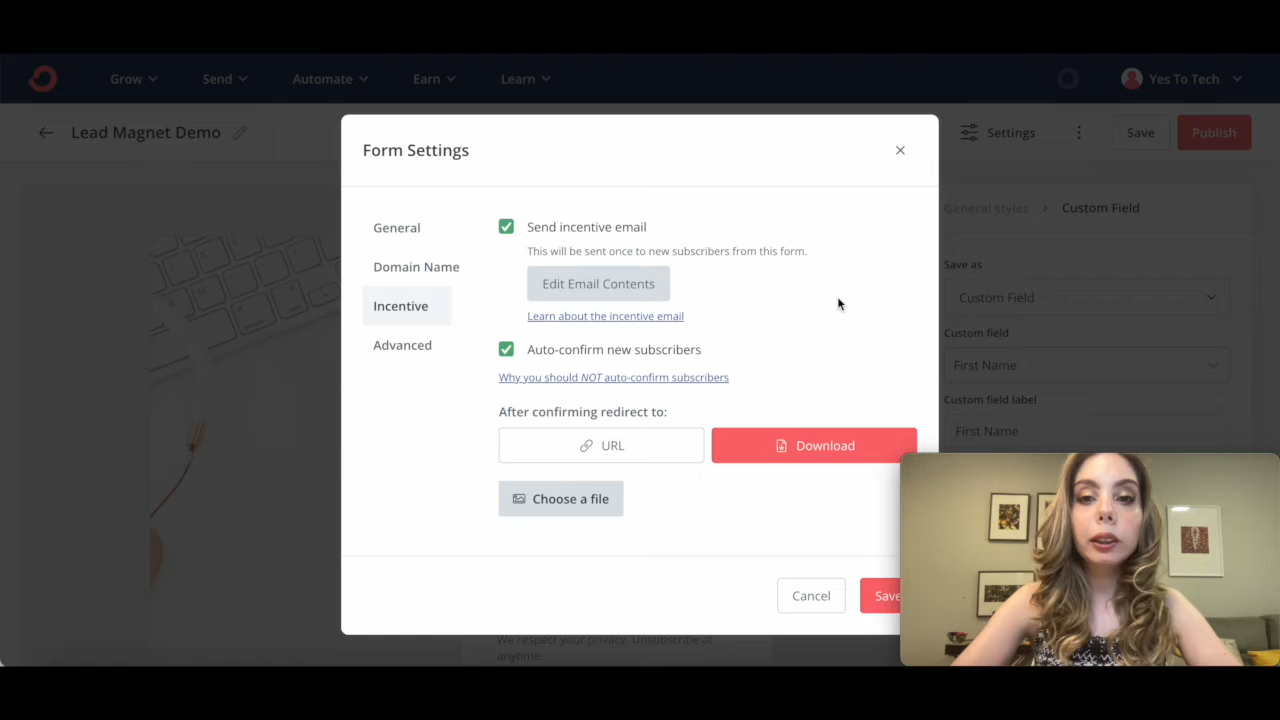 Grow Send Automate Earn Learn Yes To Tech
Lead Magnet Demo Settings Save Publish
Form Settings
General styles > Custom Field
General
Domain Name
Incentive
Advanced
Send incentive email
This will be sent once to new subscribers from this form.
Edit Email Contents
Learn about the incentive email
Auto-confirm new subscribers
Why you should NOT auto-confirm subscribers
After confirming redirect to:
URL Download
Choose a file
Cancel Save
Save as
Custom Field
Custom field
First Name
Custom field label
First Name
We respect your privacy. Unsubscribe at
anytime.